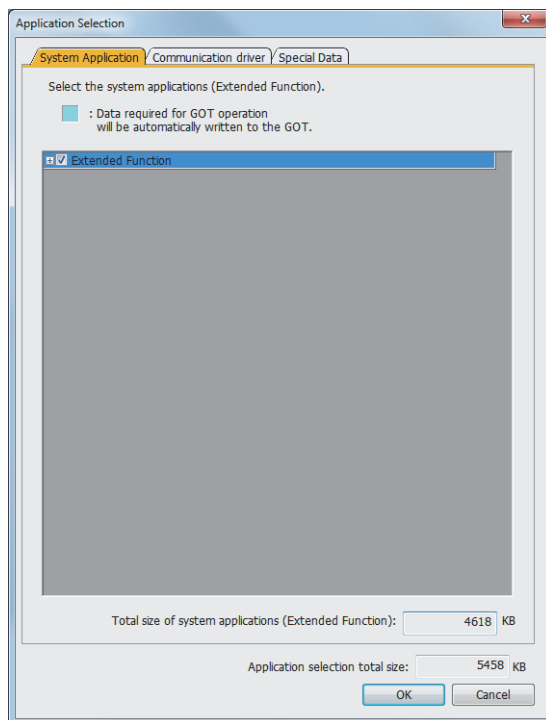 Application Selection
System Application Communication driver Special Data
Select the system applications (Extended Function).
: Data required for GOT operation
will be automatically written to the GOT.
Extended Function
Total size of system applications (Extended Function): 4618 KB
Application selection total size: 5458 KB
OK Cancel